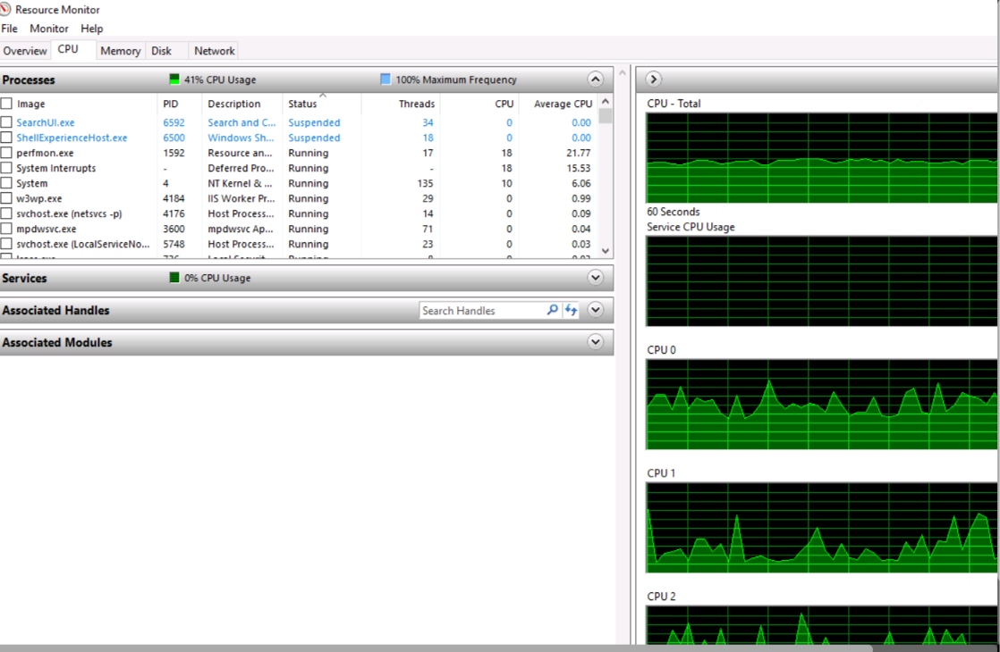 Resource Monitor
File Monitor Help
Overview CPU Memory Disk Network
Processes 41% CPU Usage 100% Maximum Frequency
Image PID Description Status Threads CPU Average CPU
SearchUI.exe 6592 Search and C... Suspended 34 0 0.00
ShellExperienceHost.exe 6500 Windows Sh... Suspended 18 0 0.00
perfmon.exe 1592 Resource an... Running 17 18 21.77
System Interrupts - Deferred Pro... Running - 18 15.53
System 4 NT Kernel & ... Running 135 10 6.06
w3wp.exe 4184 IIS Worker Pr... Running 29 0 0.99
svchost.exe (netsvcs -p) 4176 Host Process... Running 14 0 0.09
mpdwsvc.exe 3600 mpdwsvc Ap... Running 71 0 0.04
svchost.exe (LocalServiceNo... 5748 Host Process... Running 23 0 0.03
Services 0% CPU Usage
Associated Handles Search Handles
Associated Modules
CPU - Total
60 Seconds
Service CPU Usage
CPU 0
CPU 1
CPU 2